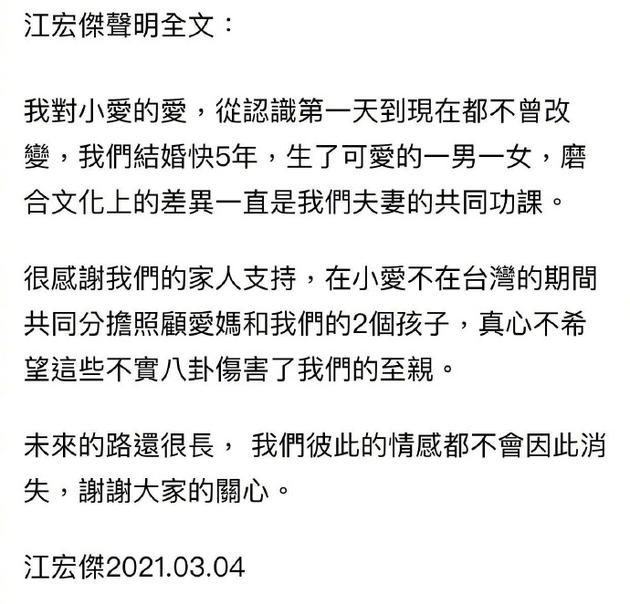 江宏傑聲明全文：
我對小愛的愛，從認識第一天到現在都不曾改
變，我們結婚快5年，生了可愛的一男一女，磨
合文化上的差異一直是我們夫妻的共同功課。
很感謝我們的家人支持，在小愛不在台灣的期間
共同分擔照顧愛媽和我們的2個孩子，真心不希
望這些不實八卦傷害了我們的至親。
未來的路還很長， 我們彼此的情感都不會因此消
失，謝謝大家的關心。
江宏傑2021.03.04